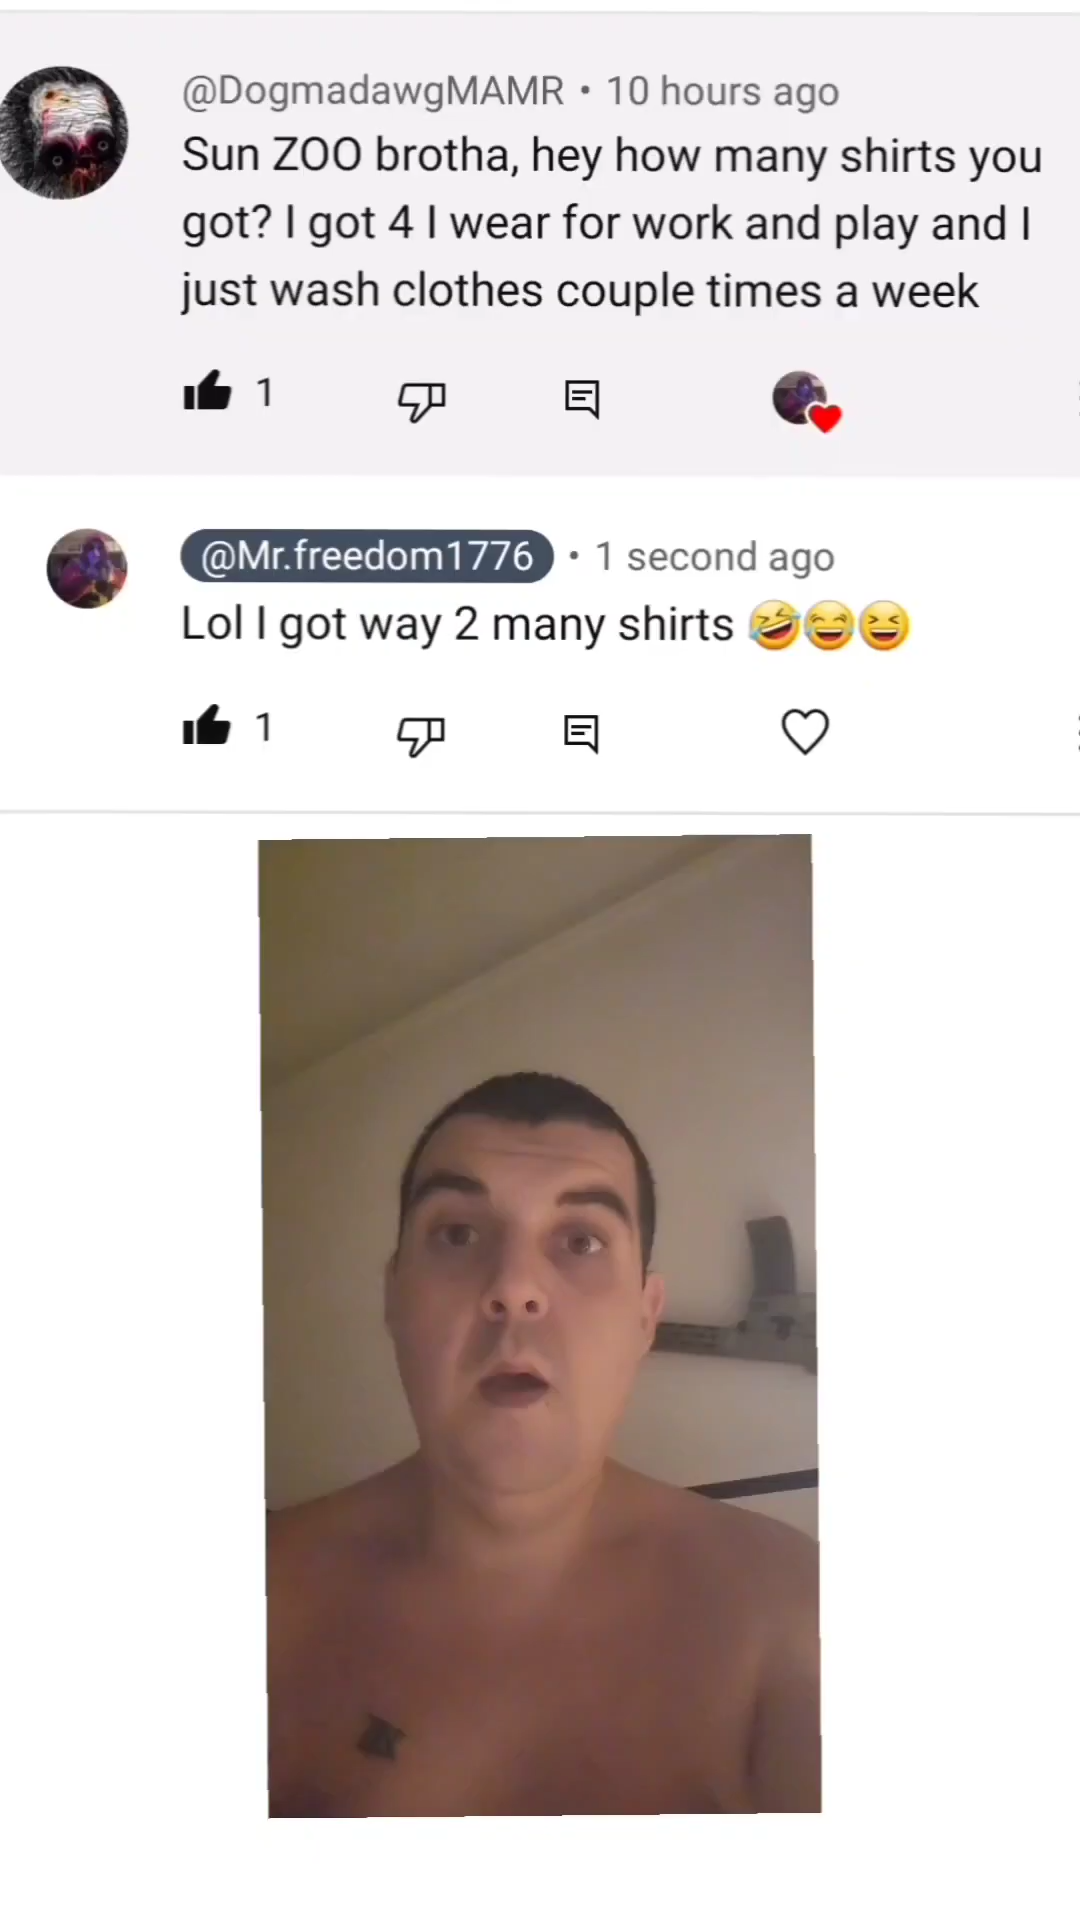 @DogmadawgMAMR • 10 hours ago
Sun ZOO brotha, hey how many shirts you
got? I got 4 I wear for work and play and I
just wash clothes couple times a week
1
@Mr.freedom1776 • 1 second ago
Lol I got way 2 many shirts 🤣😂😆
1